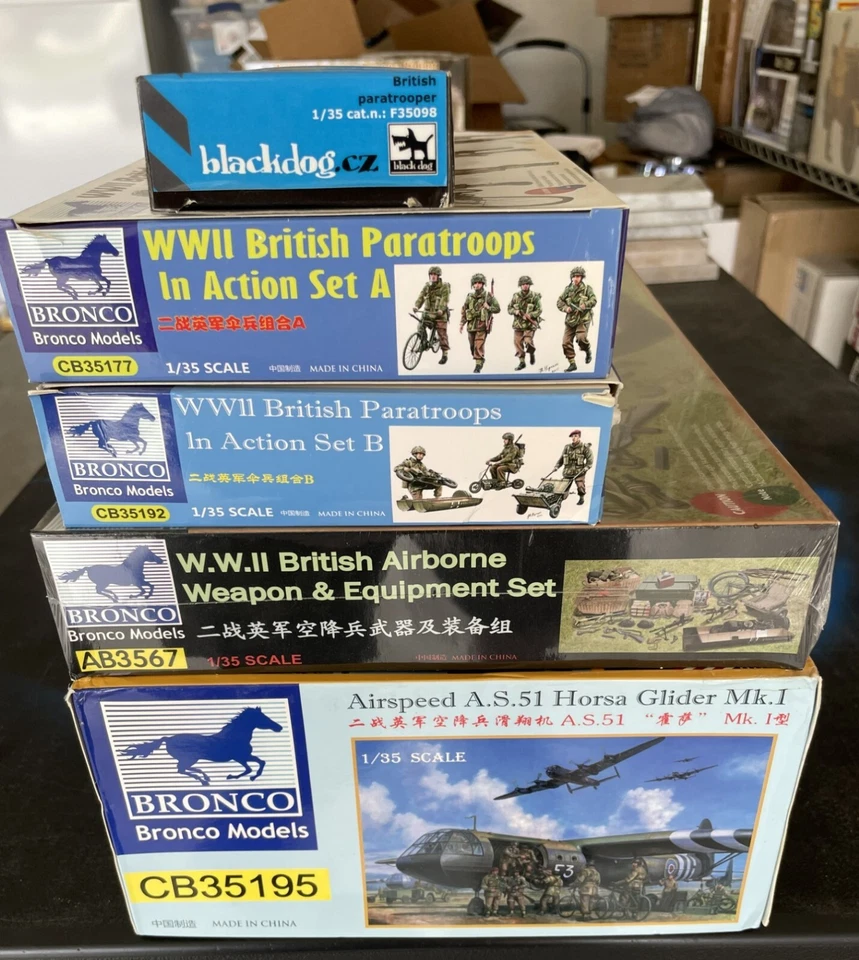 British
paratrooper
1/35 cat.n.: F35098
blackdog.cz
black dog
WWII British Paratroops
In Action Set A
BRONCO
二战英军伞兵组合A
Bronco Models
CB35177
1/35 SCALE
中国制造
MADE IN CHINA
WWII British Paratroops
In Action Set B
BRONCO
二战英军伞兵组合B
Bronco Models
CB35192
1/35 SCALE
中国制造
MADE IN CHINA
CAUTION
W.W.II British Airborne
Weapon & Equipment Set
BRONCO
Bronco Models
二战英军空降兵武器及装备组
AB3567
1/35 SCALE
中国制造
MADE IN CHINA
Airspeed A.S.51 Horsa Glider Mk.I
二战英军空降兵滑翔机 A.S.51 “霍萨” Mk. I型
1/35 SCALE
BRONCO
Bronco Models
53
CB35195
中国制造
MADE IN CHINA